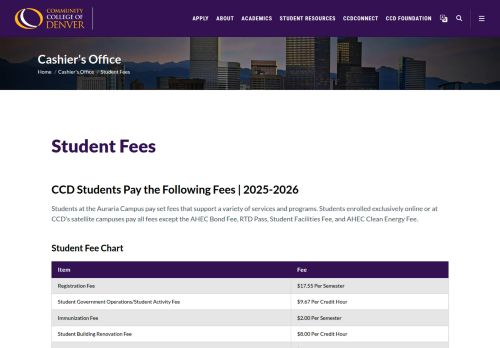 COMMUNITY
COLLEGE OF
DENVER
APPLY ABOUT ACADEMICS STUDENT RESOURCES CCDCONNECT CCD FOUNDATION
Cashier's Office
Home / Cashier's Office / Student Fees
Student Fees
CCD Students Pay the Following Fees | 2025-2026
Students at the Auraria Campus pay set fees that support a variety of services and programs. Students enrolled exclusively online or at
CCD's satellite campuses pay all fees except the AHEC Bond Fee, RTD Pass, Student Facilities Fee, and AHEC Clean Energy Fee.
Student Fee Chart
Item Fee
Registration Fee $17.55 Per Semester
Student Government Operations/Student Activity Fee $9.67 Per Credit Hour
Immunization Fee $2.00 Per Semester
Student Building Renovation Fee $8.00 Per Credit Hour